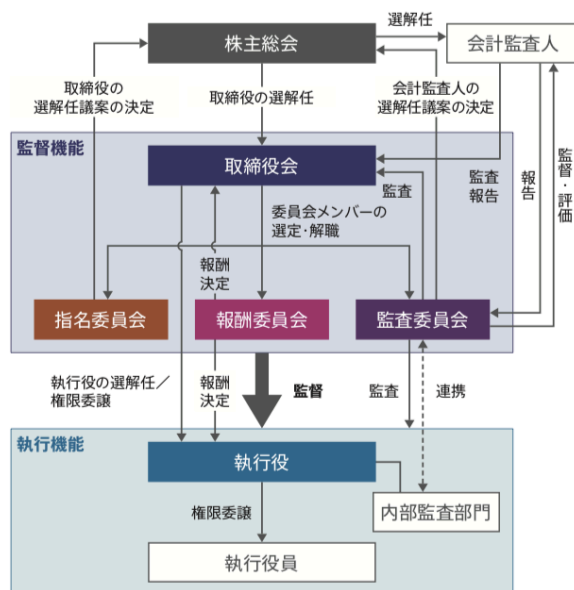 選解任
株主総会
会計監査人
取締役の
選解任議案の決定
取締役の選解任
会計監査人の
選解任議案の決定
監督機能
取締役会
監査
監査
報告
報告
監督・評価
委員会メンバーの
選定・解職
報酬
決定
指名委員会
報酬委員会
監査委員会
執行役の選解任／
権限委譲
報酬
決定
監督
監査
連携
執行機能
執行役
内部監査部門
権限委譲
執行役員